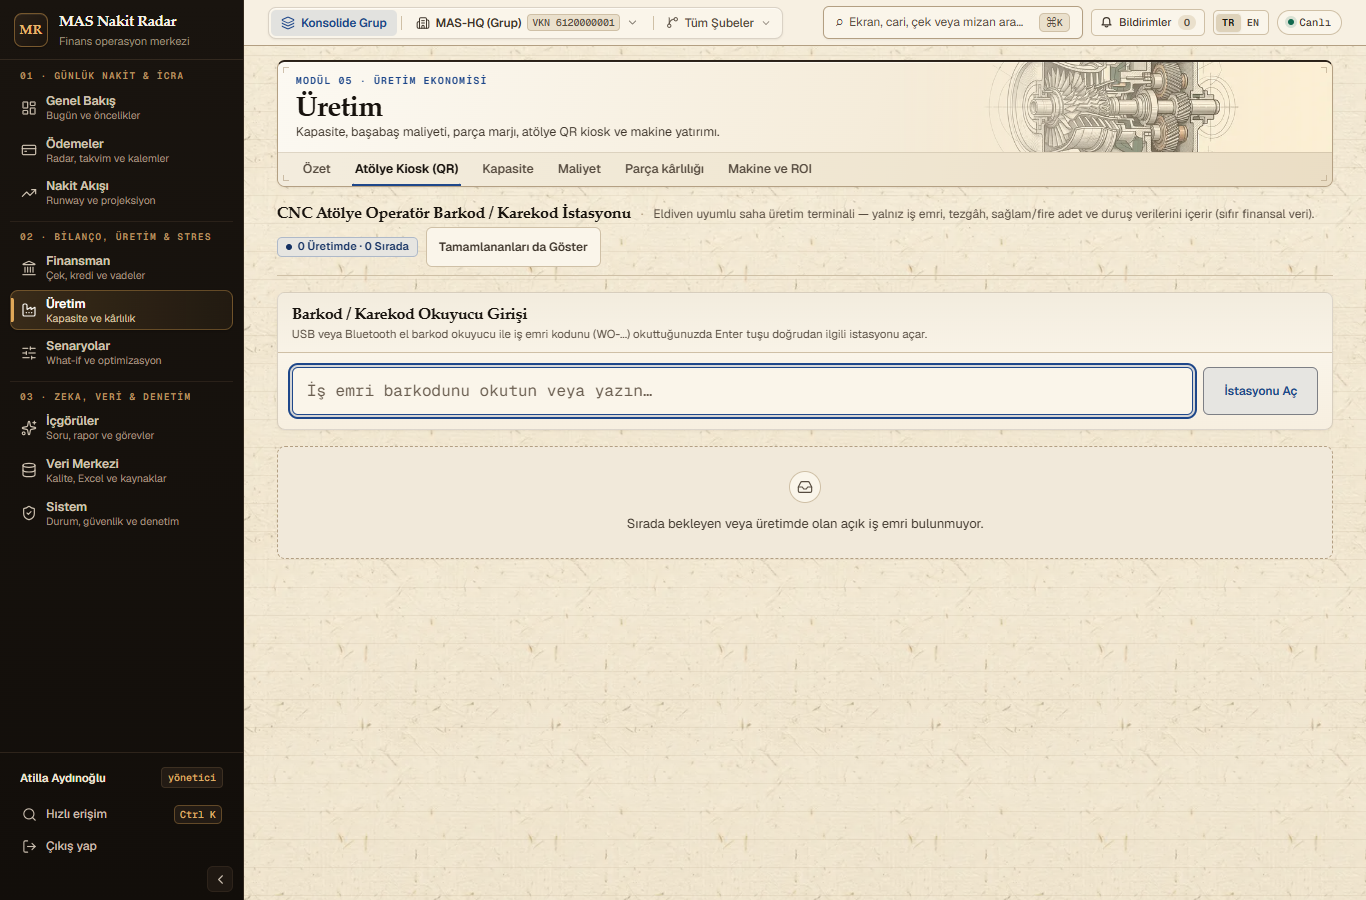 MR
MAS Nakit Radar
Finans operasyon merkezi
01 · GÜNLÜK NAKİT & İCRA
Genel Bakış
Bugün ve öncelikler
Ödemeler
Radar, takvim ve kalemler
Nakit Akışı
Runway ve projeksiyon
02 · BİLANÇO, ÜRETİM & STRES
Finansman
Çek, kredi ve vadeler
Üretim
Kapasite ve kârlılık
Senaryolar
What-if ve optimizasyon
03 · ZEKA, VERİ & DENETİM
İçgörüler
Soru, rapor ve görevler
Veri Merkezi
Kalite, Excel ve kaynaklar
Sistem
Durum, güvenlik ve denetim
Atilla Aydınoğlu yönetici
Hızlı erişim Ctrl K
Çıkış yap
Konsolide Grup MAS-HQ (Grup) VKN 6120000001 Tüm Şubeler Ekran, cari, çek veya mizan ara... ⌘K Bildirimler 0 TR EN Canlı
MODÜL 05 · ÜRETİM EKONOMİSİ
Üretim
Kapasite, başabaş maliyeti, parça marjı, atölye QR kiosk ve makine yatırımı.
Özet Atölye Kiosk (QR) Kapasite Maliyet Parça kârlılığı Makine ve ROI
CNC Atölye Operatör Barkod / Karekod İstasyonu · Eldiven uyumlu saha üretim terminali — yalnız iş emri, tezgâh, sağlam/fire adet ve duruş verilerini içerir (sıfır finansal veri).
0 Üretimde · 0 Sırada Tamamlananları da Göster
Barkod / Karekod Okuyucu Girişi
USB veya Bluetooth el barkod okuyucu ile iş emri kodunu (WO-...) okuttuğunuzda Enter tuşu doğrudan ilgili istasyonu açar.
İş emri barkodunu okutun veya yazın… İstasyonu Aç
Sırada bekleyen veya üretimde olan açık iş emri bulunmuyor.